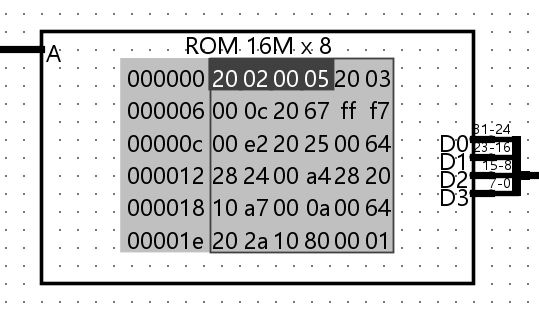 ROM 16M x 8
A
000000 20 02 00 05 20 03
000006 00 0c 20 67 ff f7
00000c 00 e2 20 25 00 64
000012 28 24 00 a4 28 20
000018 10 a7 00 0a 00 64
00001e 20 2a 10 80 00 01
31-24
D0
23-16
D1
15-8
D2
7-0
D3